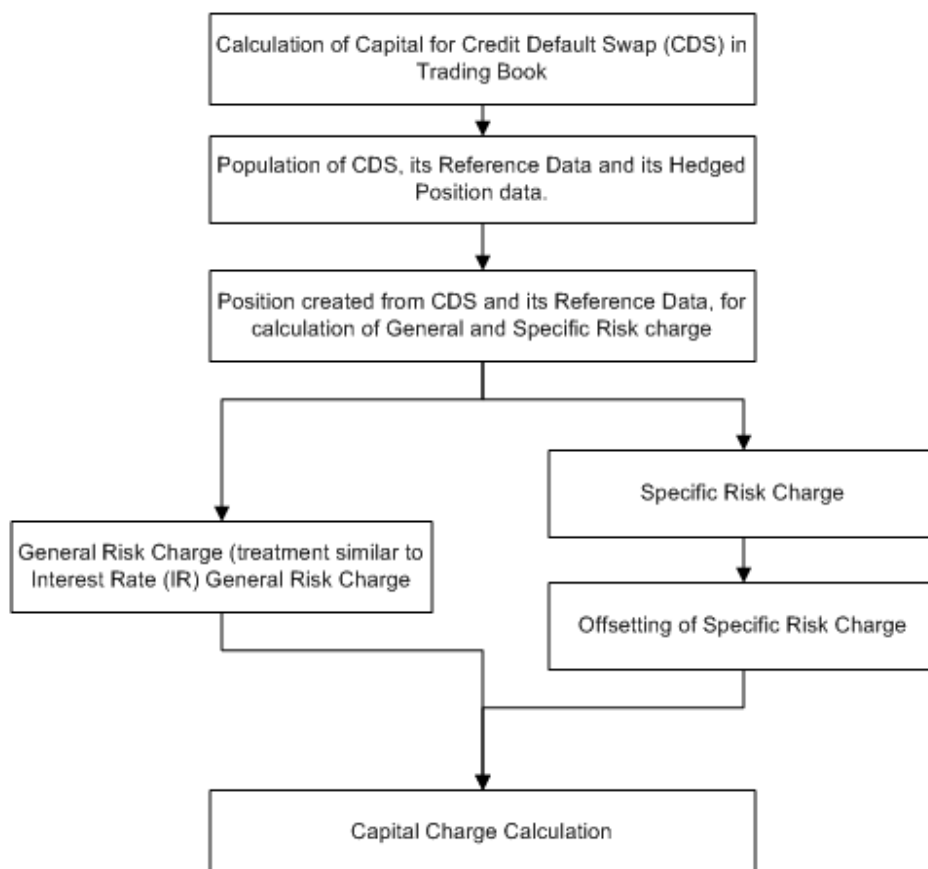 Calculation of Capital for Credit Default Swap (CDS) in
Trading Book
Population of CDS, its Reference Data and its Hedged
Position data.
Position created from CDS and its Reference Data, for
calculation of General and Specific Risk charge
Specific Risk Charge
General Risk Charge (treatment similar to
Interest Rate (IR) General Risk Charge
Offsetting of Specific Risk Charge
Capital Charge Calculation